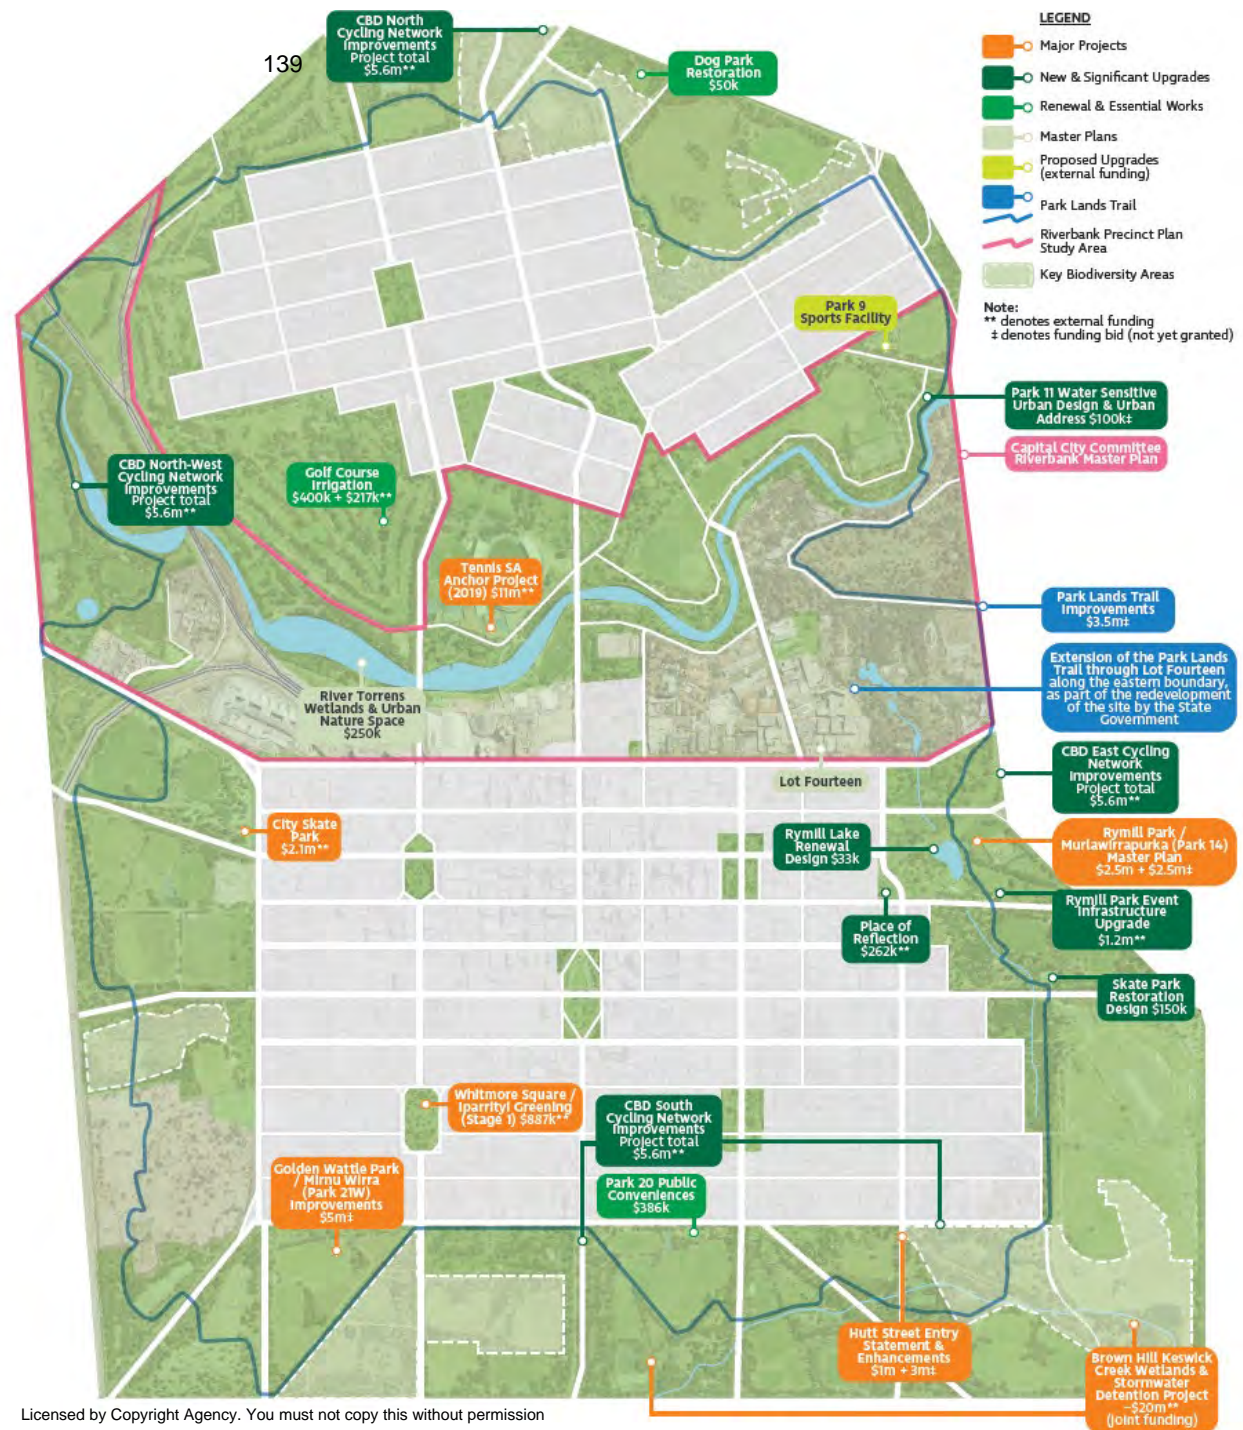 139
CBD North
Cycling Network
Improvements
Project total
$5.6m**
Dog Park
Restoration
$50k
LEGEND
Major Projects
New & Significant Upgrades
Renewal & Essential Works
Master Plans
Proposed Upgrades
(external funding)
Park Lands Trail
Riverbank Precinct Plan
Study Area
Key Biodiversity Areas
Note:
** denotes external funding
‡ denotes funding bid (not yet granted)
Park 9
Sports Facility
Park 11 Water Sensitive
Urban Design & Urban
Address $100k‡
Capital City Committee
Riverbank Master Plan
CBD North-West
Cycling Network
Improvements
Project total
$5.6m**
Golf Course
Irrigation
$400k + $217k**
Tennis SA
Anchor Project
(2019) $11m**
Park Lands Trail
Improvements
$3.5m‡
Extension of the Park Lands
Trail through Lot Fourteen
along the eastern boundary,
as part of the redevelopment
of the site by the State
Government
River Torrens
Wetlands & Urban
Nature Space
$250k
Lot Fourteen
CBD East Cycling
Network
Improvements
Project total
$5.6m**
City Skate
Park
$2.1m**
Rymill Lake
Renewal
Design $33k
Rymill Park /
Murlawirrapurka (Park 14)
Master Plan
$2.5m + $2.5m‡
Place of
Reflection
$262k**
Rymill Park Event
Infrastructure
Upgrade
$1.2m**
Skate Park
Restoration
Design $150k
Whitmore Square /
Iparrityi Greening
(Stage 1) $887k**
CBD South
Cycling Network
Improvements
Project total
$5.6m**
Golden Wattle Park
/ Mirnu Wirra
(Park 21W)
Improvements
$5m‡
Park 20 Public
Conveniences
$386k
Hutt Street Entry
Statement &
Enhancements
$1m + 3m‡
Brown Hill Keswick
Creek Wetlands &
Stormwater
Detention Project
~$20m**
(joint funding)
Licensed by Copyright Agency. You must not copy this without permission